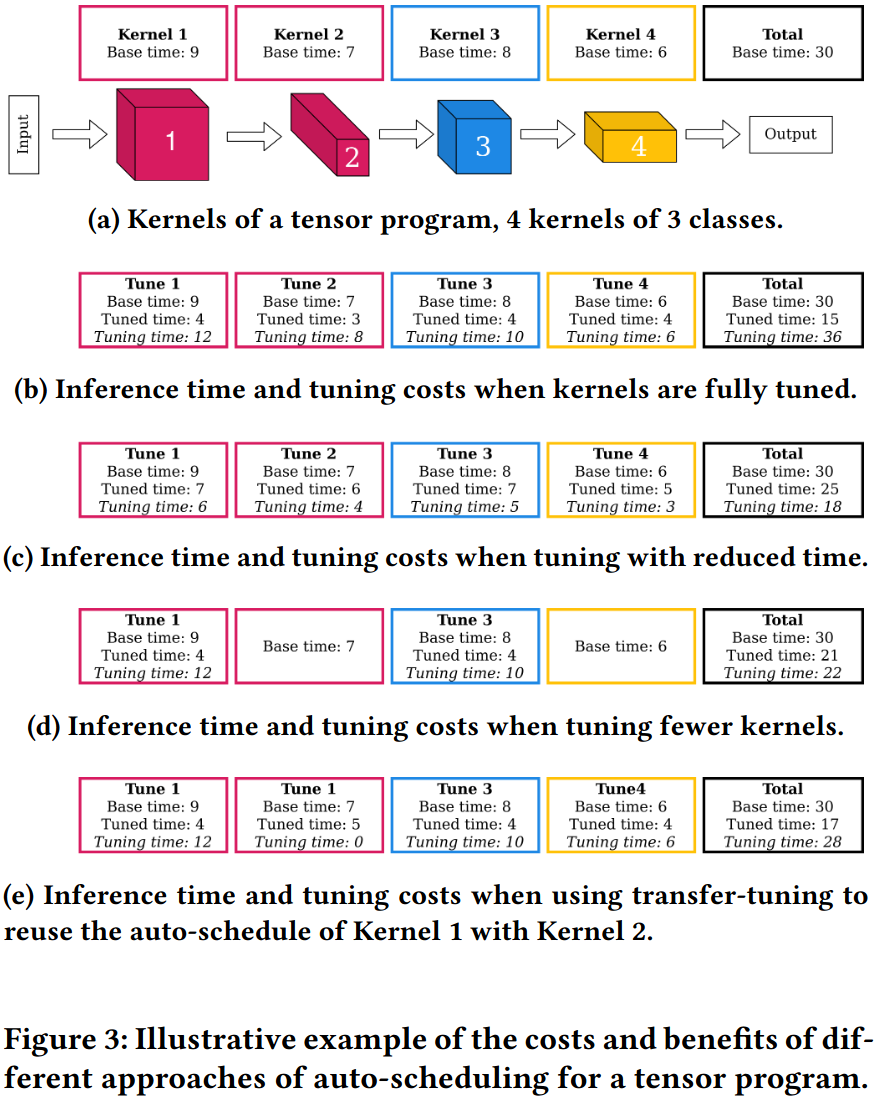 Kernel 1
Base time: 9
Kernel 2
Base time: 7
Kernel 3
Base time: 8
Kernel 4
Base time: 6
Total
Base time: 30
Input
1
2
3
4
Output
(a) Kernels of a tensor program, 4 kernels of 3 classes.
Tune 1
Base time: 9
Tuned time: 4
Tuning time: 12
Tune 2
Base time: 7
Tuned time: 3
Tuning time: 8
Tune 3
Base time: 8
Tuned time: 4
Tuning time: 10
Tune 4
Base time: 6
Tuned time: 4
Tuning time: 6
Total
Base time: 30
Tuned time: 15
Tuning time: 36
(b) Inference time and tuning costs when kernels are fully tuned.
Tune 1
Base time: 9
Tuned time: 7
Tuning time: 6
Tune 2
Base time: 7
Tuned time: 6
Tuning time: 4
Tune 3
Base time: 8
Tuned time: 7
Tuning time: 5
Tune 4
Base time: 6
Tuned time: 5
Tuning time: 3
Total
Base time: 30
Tuned time: 25
Tuning time: 18
(c) Inference time and tuning costs when tuning with reduced time.
Tune 1
Base time: 9
Tuned time: 4
Tuning time: 12
Base time: 7
Tune 3
Base time: 8
Tuned time: 4
Tuning time: 10
Base time: 6
Total
Base time: 30
Tuned time: 21
Tuning time: 22
(d) Inference time and tuning costs when tuning fewer kernels.
Tune 1
Base time: 9
Tuned time: 4
Tuning time: 12
Tune 1
Base time: 7
Tuned time: 5
Tuning time: 0
Tune 3
Base time: 8
Tuned time: 4
Tuning time: 10
Tune4
Base time: 6
Tuned time: 4
Tuning time: 6
Total
Base time: 30
Tuned time: 17
Tuning time: 28
(e) Inference time and tuning costs when using transfer-tuning to
reuse the auto-schedule of Kernel 1 with Kernel 2.
Figure 3: Illustrative example of the costs and benefits of dif-
ferent approaches of auto-scheduling for a tensor program.